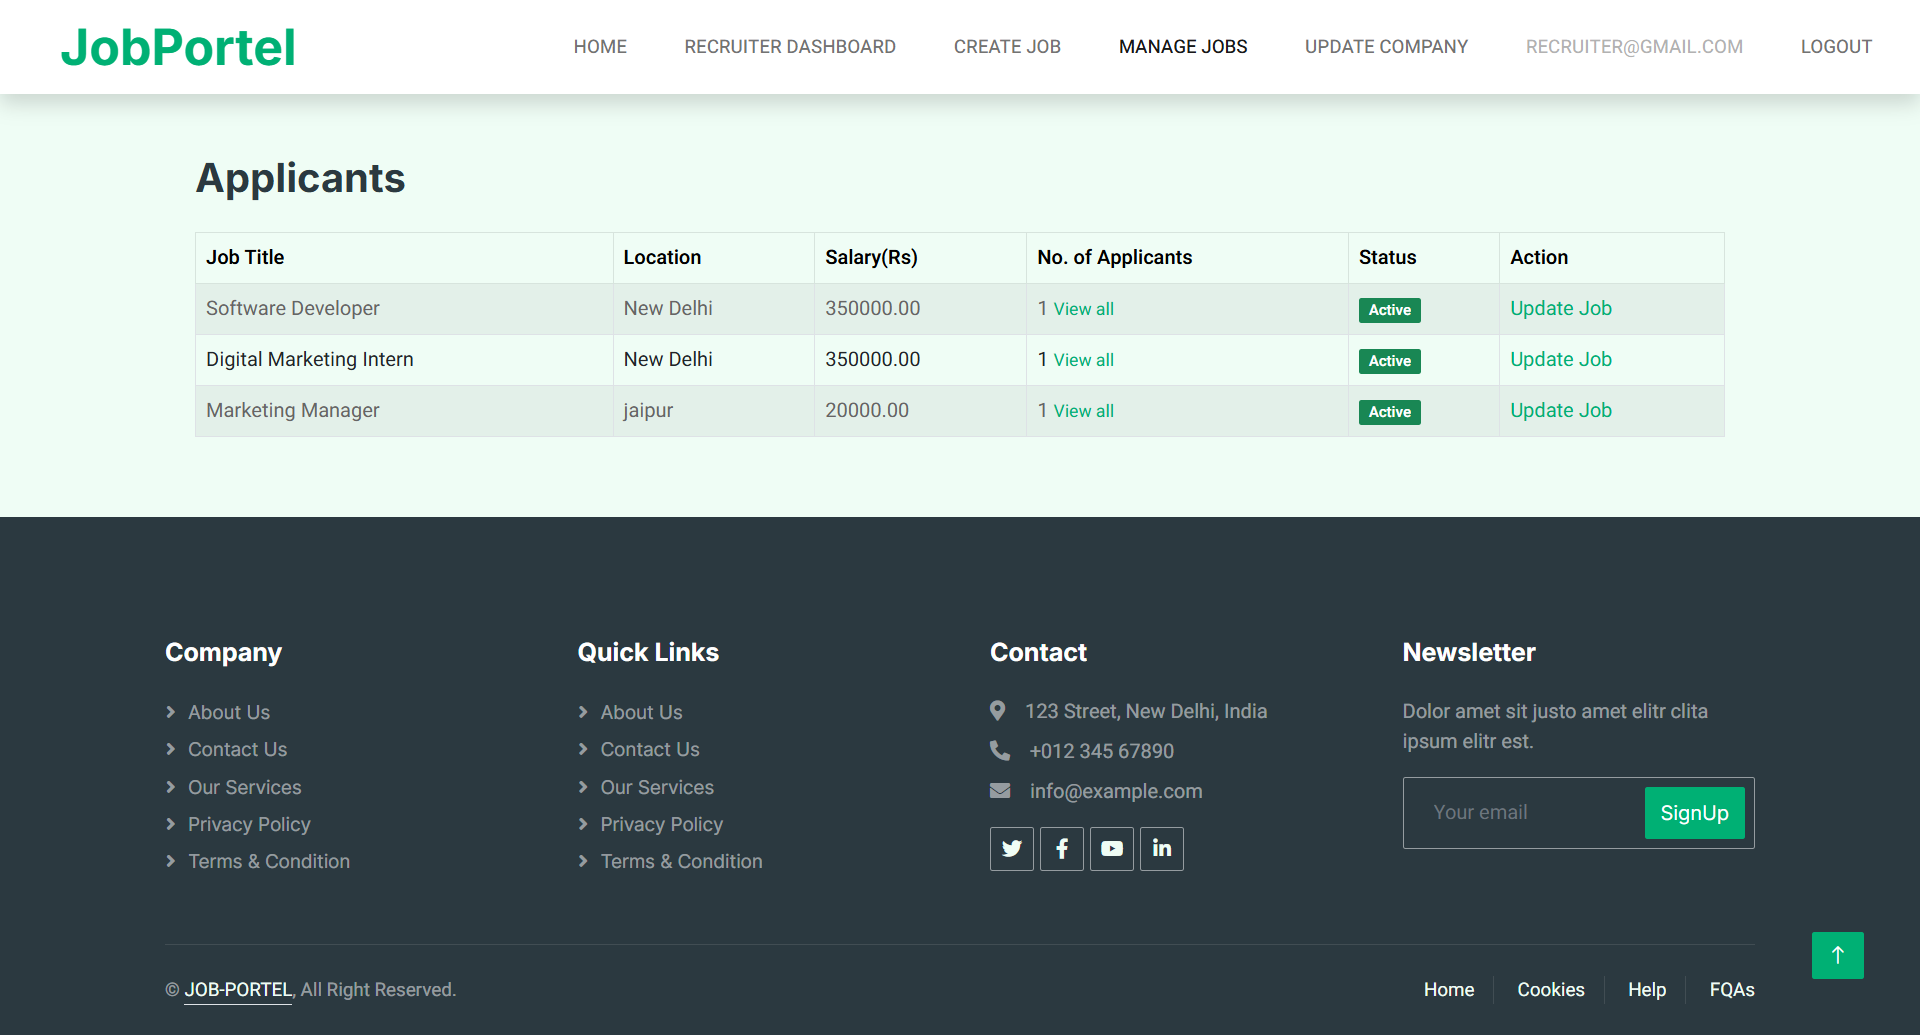 JobPortel
HOME RECRUITER DASHBOARD CREATE JOB MANAGE JOBS UPDATE COMPANY RECRUITER@GMAIL.COM LOGOUT
Applicants
Job Title Location Salary(Rs) No. of Applicants Status Action
Software Developer New Delhi 350000.00 1 View all Active Update Job
Digital Marketing Intern New Delhi 350000.00 1 View all Active Update Job
Marketing Manager jaipur 20000.00 1 View all Active Update Job
Company
About Us
Contact Us
Our Services
Privacy Policy
Terms & Condition
Quick Links
About Us
Contact Us
Our Services
Privacy Policy
Terms & Condition
Contact
123 Street, New Delhi, India
+012 345 67890
info@example.com
Newsletter
Dolor amet sit justo amet elitr clita
ipsum elitr est.
Your email SignUp
© JOB-PORTEL, All Right Reserved.
Home Cookies Help FQAs